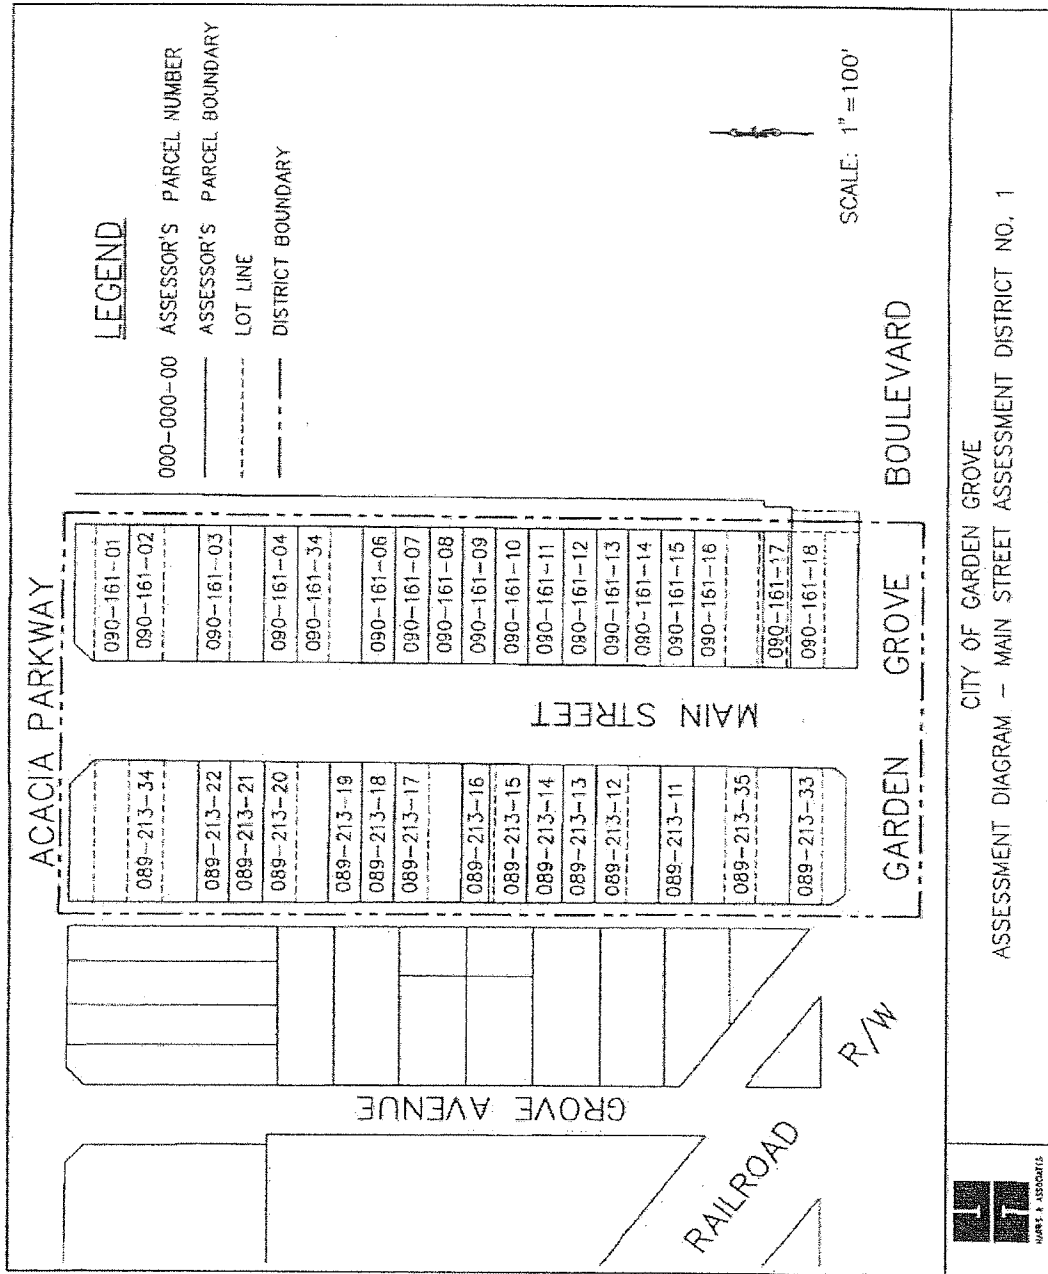 ACACIA PARKWAY
LEGEND
000-000-00 ASSESSOR'S PARCEL NUMBER
ASSESSOR'S PARCEL BOUNDARY
LOT LINE
DISTRICT BOUNDARY
SCALE: 1"=100'
090-161-01
090-161-02
090-161-03
090-161-04
090-161-34
090-161-06
090-161-07
090-161-08
090-161-09
090-161-10
090-161-11
090-161-12
090-161-13
090-161-14
090-161-15
090-161-16
090-161-17
090-161-18
MAIN STREET
089-213-34
089-213-22
089-213-21
089-213-20
089-213-19
089-213-18
089-213-17
089-213-16
089-213-15
089-213-14
089-213-13
089-213-12
089-213-11
089-213-35
089-213-33
GARDEN GROVE BOULEVARD
GROVE AVENUE
RAILROAD R/W
CITY OF GARDEN GROVE
ASSESSMENT DIAGRAM - MAIN STREET ASSESSMENT DISTRICT NO. 1
HARRIS & ASSOCIATES